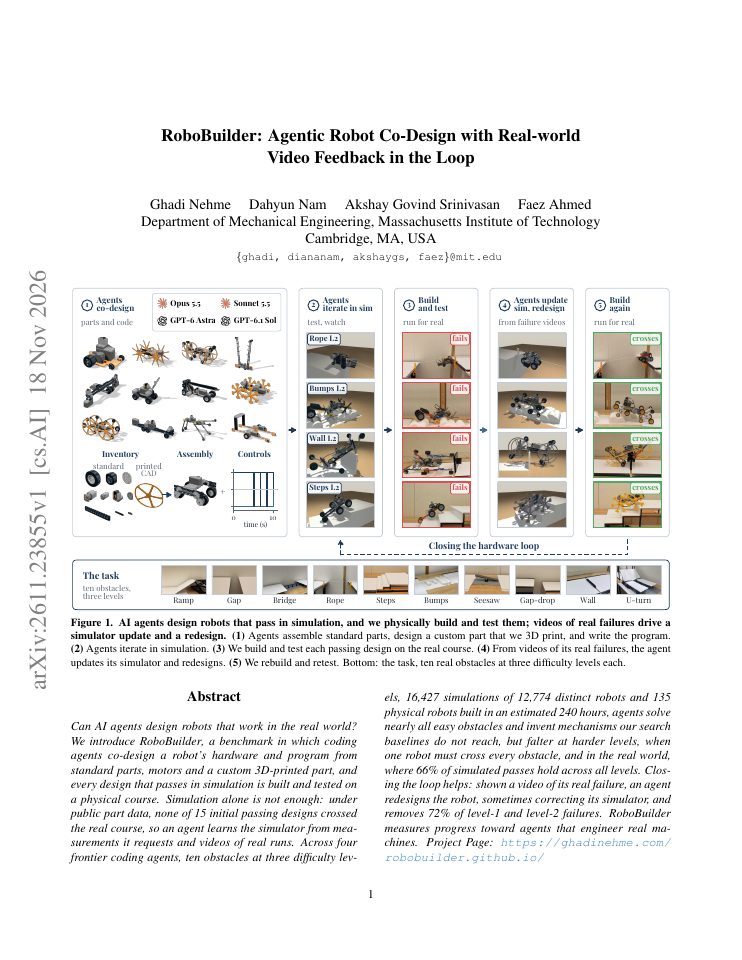 arXiv:2611.23855v1 [cs.AI] 18 Nov 2026
RoboBuilder: Agentic Robot Co-Design with Real-world
Video Feedback in the Loop
Ghadi Nehme Dahyun Nam Akshay Govind Srinivasan Faez Ahmed
Department of Mechanical Engineering, Massachusetts Institute of Technology
Cambridge, MA, USA
{ghadi, diananam, akshaygs, faez}@mit.edu
1 Agents
co-design
parts and code
Opus 5.5
Sonnet 5.5
GPT-6 Astra
GPT-6.1 Sol
Inventory
standard
printed
CAD
Assembly
Controls
+
0
10
time (s)
2 Agents
iterate in sim
test, watch
Rope L2
Bumps L2
Wall L2
Steps L2
3 Build
and test
run for real
fails
fails
fails
fails
4 Agents update
sim, redesign
from failure videos
5 Build
again
run for real
crosses
crosses
crosses
crosses
Closing the hardware loop
The task
ten obstacles,
three levels
Ramp
Gap
Bridge
Rope
Steps
Bumps
Seesaw
Gap-drop
Wall
U-turn
Figure 1. AI agents design robots that pass in simulation, and we physically build and test them; videos of real failures drive a
simulator update and a redesign. (1) Agents assemble standard parts, design a custom part that we 3D print, and write the program.
(2) Agents iterate in simulation. (3) We build and test each passing design on the real course. (4) From videos of its real failures, the agent
updates its simulator and redesigns. (5) We rebuild and retest. Bottom: the task, ten real obstacles at three difficulty levels each.
Abstract
Can AI agents design robots that work in the real world?
We introduce RoboBuilder, a benchmark in which coding
agents co-design a robot's hardware and program from
standard parts, motors and a custom 3D-printed part, and
every design that passes in simulation is built and tested on
a physical course. Simulation alone is not enough: under
public part data, none of 15 initial passing designs crossed
the real course, so an agent learns the simulator from mea-
surements it requests and videos of real runs. Across four
frontier coding agents, ten obstacles at three difficulty lev-
els, 16,427 simulations of 12,774 distinct robots and 135
physical robots built in an estimated 240 hours, agents solve
nearly all easy obstacles and invent mechanisms our search
baselines do not reach, but falter at harder levels, when
one robot must cross every obstacle, and in the real world,
where 66% of simulated passes hold across all levels. Clos-
ing the loop helps: shown a video of its real failure, an agent
redesigns the robot, sometimes correcting its simulator, and
removes 72% of level-1 and level-2 failures. RoboBuilder
measures progress toward agents that engineer real ma-
chines. Project Page: https://ghadinehme.com/
robobuilder.github.io/
1